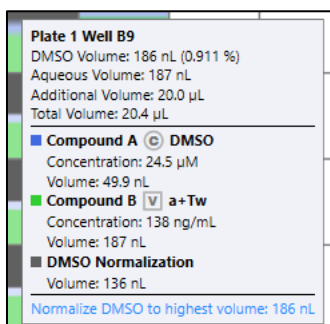 Plate 1 Well B9
DMSO Volume: 186 nL (0.911 %)
Aqueous Volume: 187 nL
Additional Volume: 20.0 µL
Total Volume: 20.4 µL
Compound A C DMSO
Concentration: 24.5 µM
Volume: 49.9 nL
Compound B V a+Tw
Concentration: 138 ng/mL
Volume: 187 nL
DMSO Normalization
Volume: 136 nL
Normalize DMSO to highest volume: 186 nL